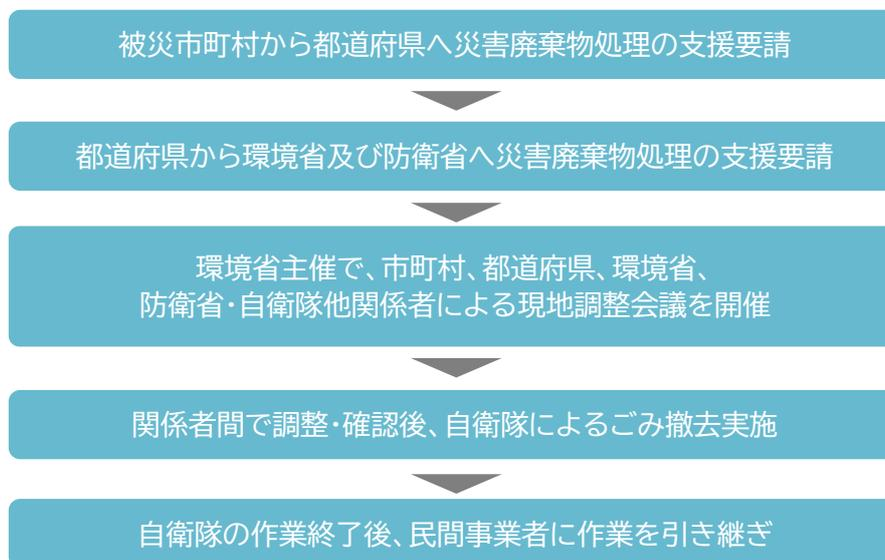 被災市町村から都道府県へ災害廃棄物処理の支援要請
都道府県から環境省及び防衛省へ災害廃棄物処理の支援要請
環境省主催で、市町村、都道府県、環境省、
防衛省・自衛隊他関係者による現地調整会議を開催
関係者間で調整・確認後、自衛隊によるごみ撤去実施
自衛隊の作業終了後、民間事業者に作業を引き継ぎ